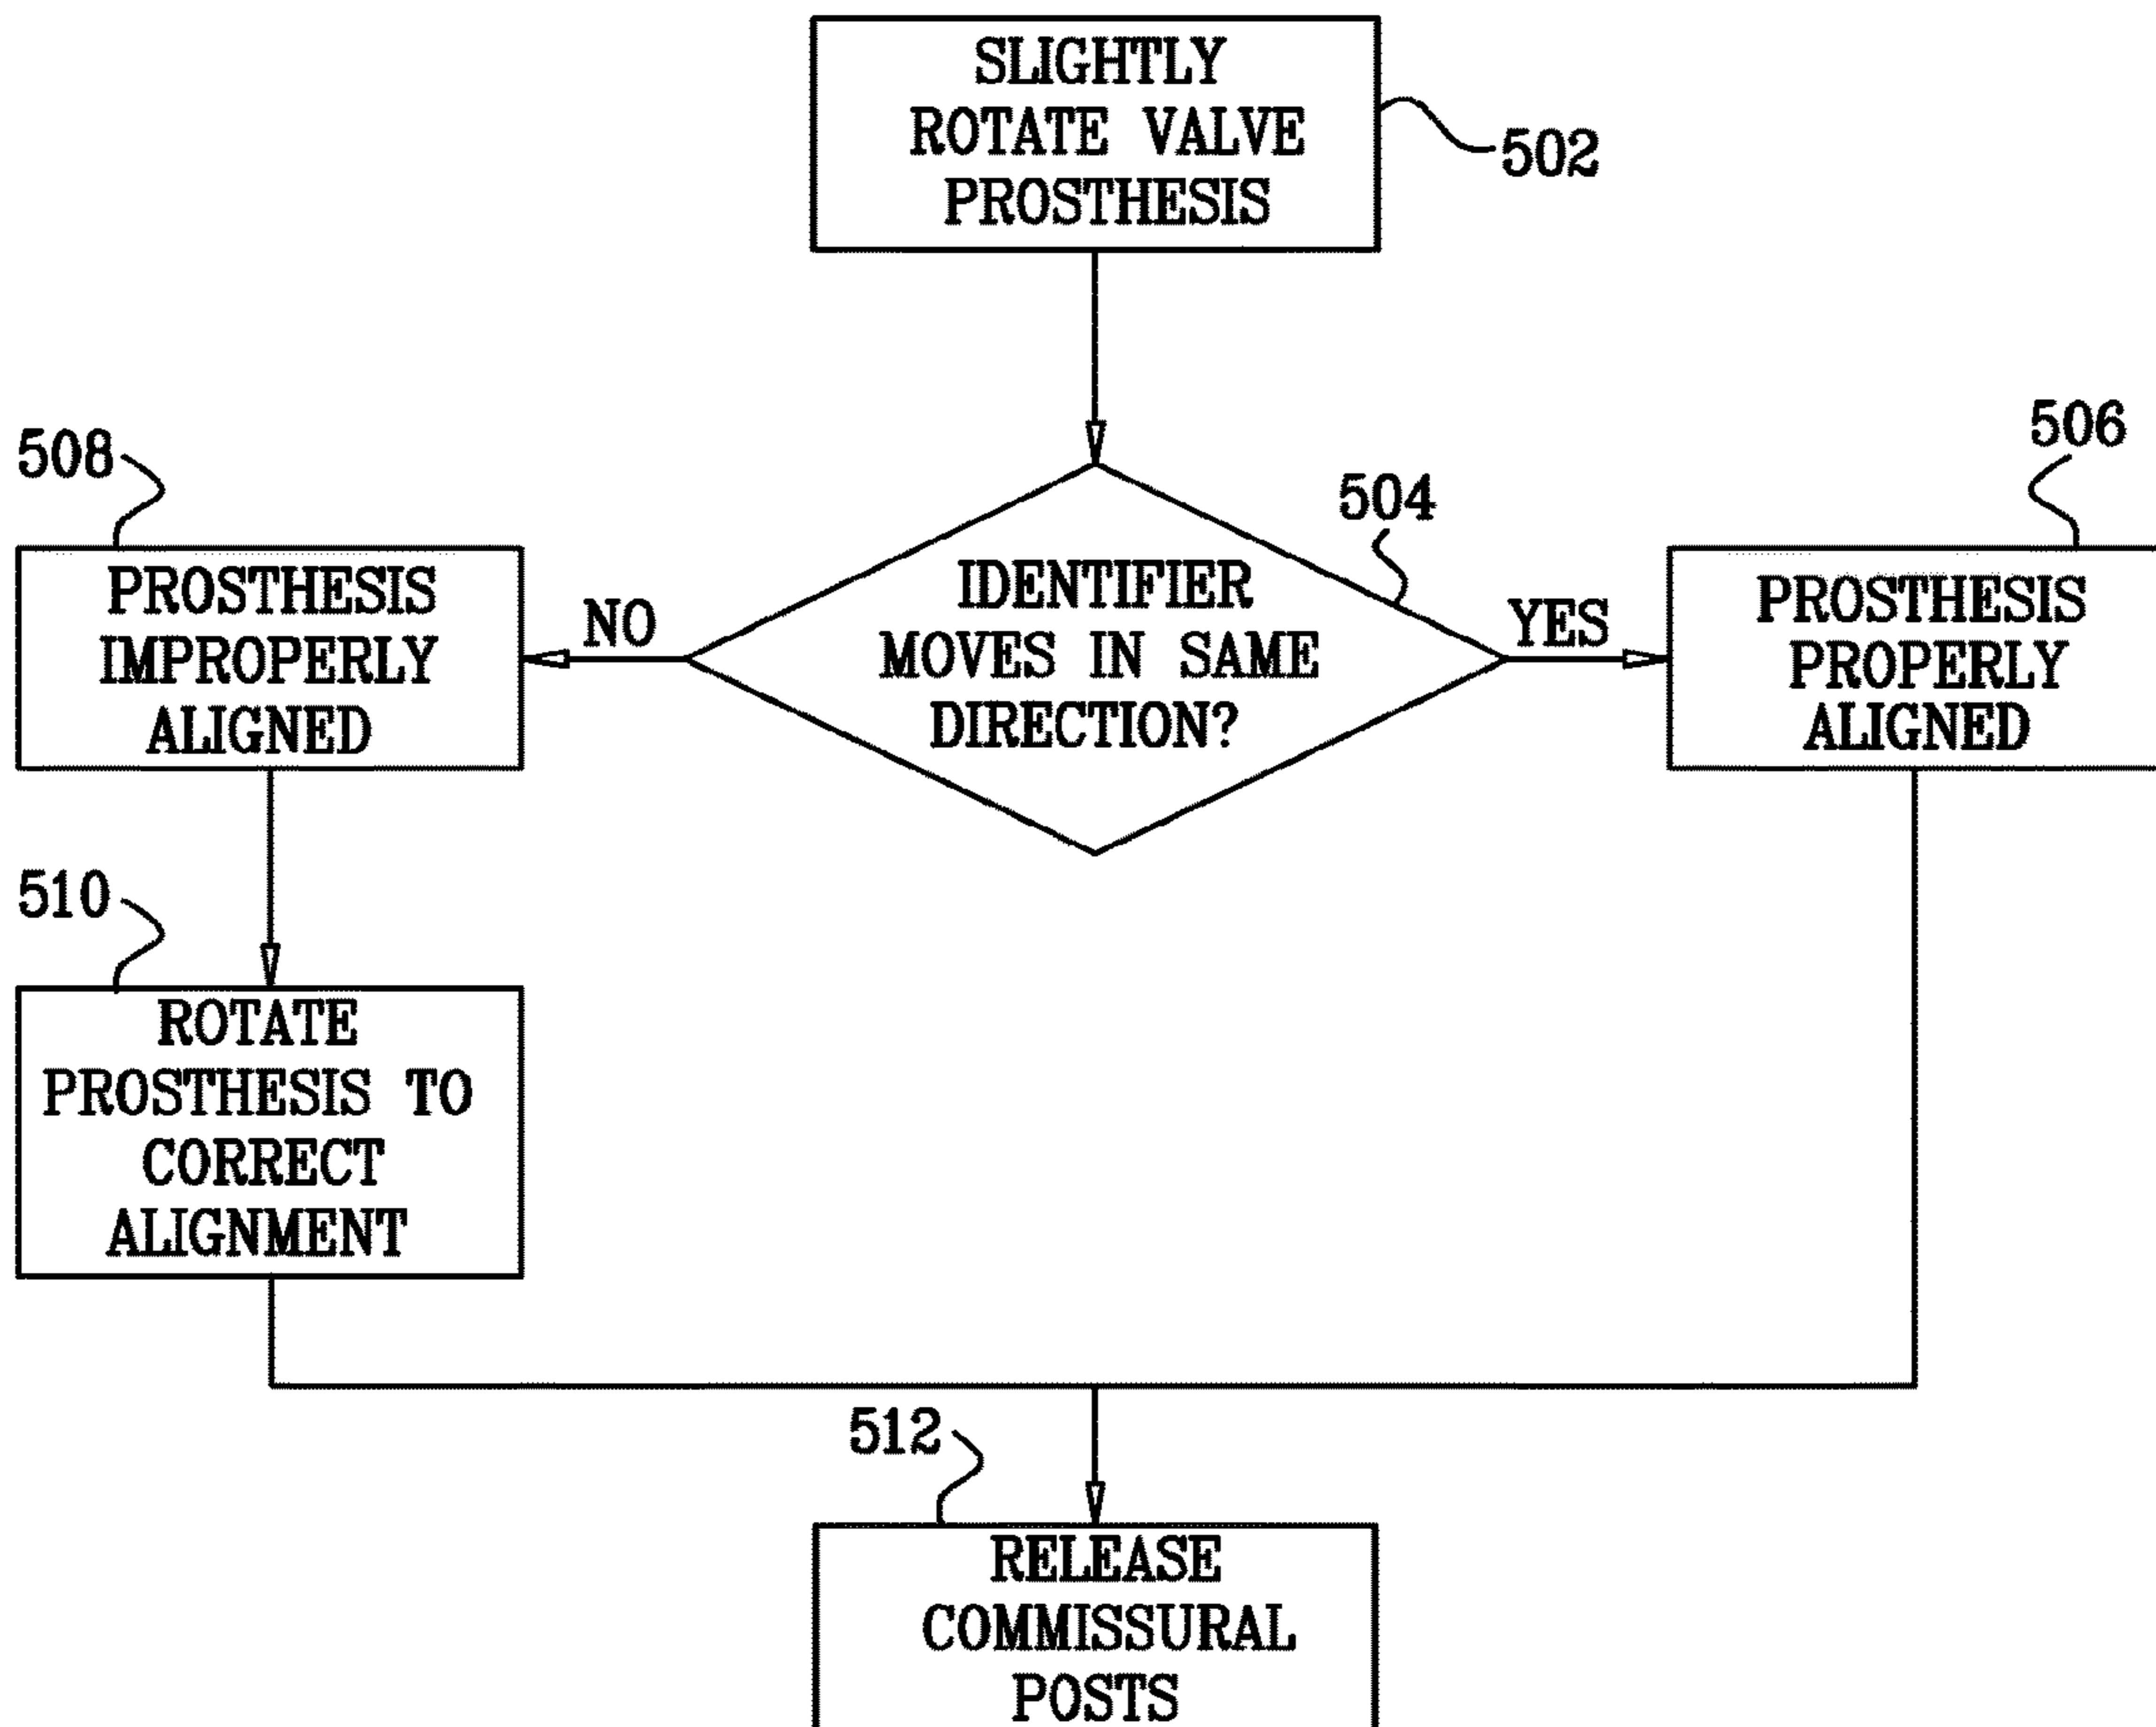 SLIGHTLY
ROTATE VALVE
PROSTHESIS
502
508
PROSTHESIS
IMPROPERLY
ALIGNED
NO
504
IDENTIFIER
MOVES IN SAME
DIRECTION?
YES
506
PROSTHESIS
PROPERLY
ALIGNED
510
ROTATE
PROSTHESIS TO
CORRECT
ALIGNMENT
512
RELEASE
COMMISSURAL
POSTS